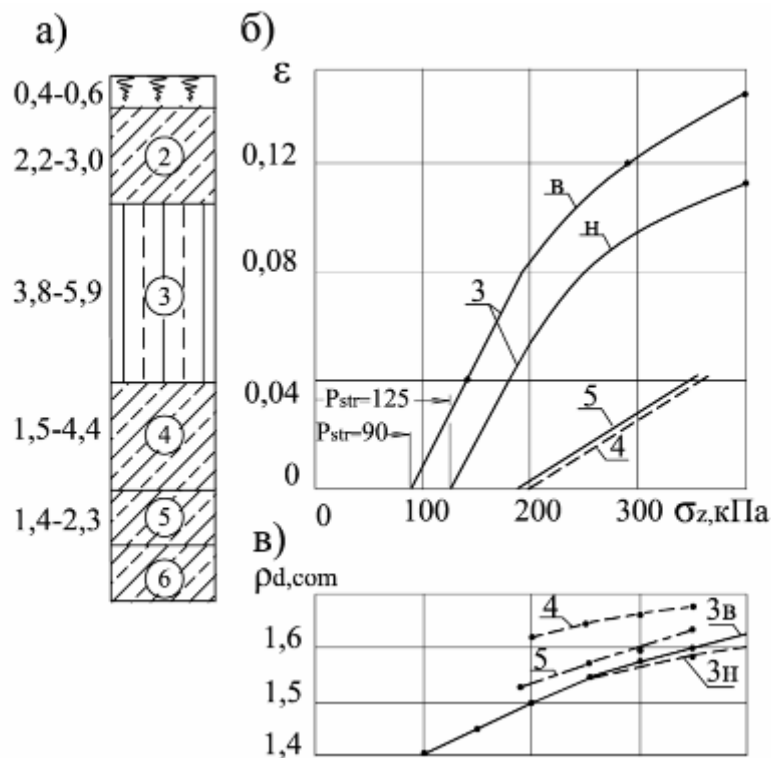 а)
0,4-0,6
2,2-3,0
3,8-5,9
1,5-4,4
1,4-2,3
2
3
4
5
6
б)
ε
0,12
0,08
0,04
0
в
н
3
Pstr=125
Pstr=90
5
4
0
100
200
300
σz,кПа
в)
ρd,com
1,6
1,5
1,4
4
5
3в
3н